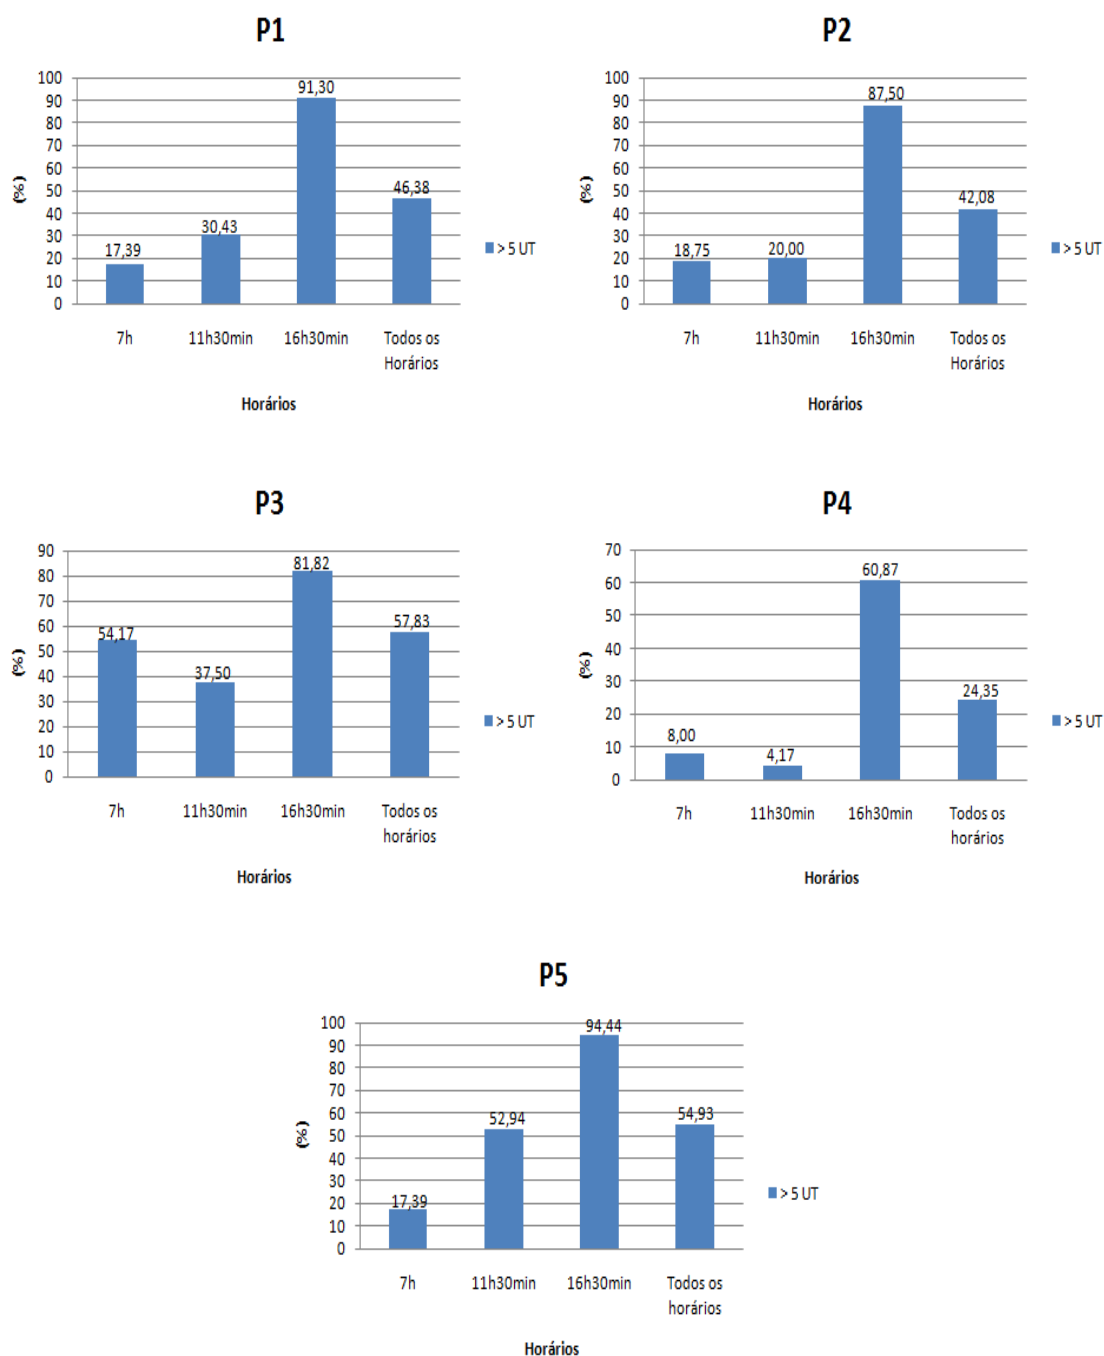 P1
100
90
80
70
60
50
40
30
20
10
0
(%)
17,39
30,43
91,30
46,38
> 5 UT
7h
11h30min
16h30min
Todos os
Horários
Horários
P2
100
90
80
70
60
50
40
30
20
10
0
(%)
18,75
20,00
87,50
42,08
> 5 UT
7h
11h30min
16h30min
Todos os
Horários
Horários
P3
90
80
70
60
50
40
30
20
10
0
(%)
54,17
37,50
81,82
57,83
> 5 UT
7h
11h30min
16h30min
Todos os
horários
Horários
P4
70
60
50
40
30
20
10
0
(%)
8,00
4,17
60,87
24,35
> 5 UT
7h
11h30min
16h30min
Todos os
horários
Horários
P5
100
90
80
70
60
50
40
30
20
10
0
(%)
17,39
52,94
94,44
54,93
> 5 UT
7h
11h30min
16h30min
Todos os
horários
Horários